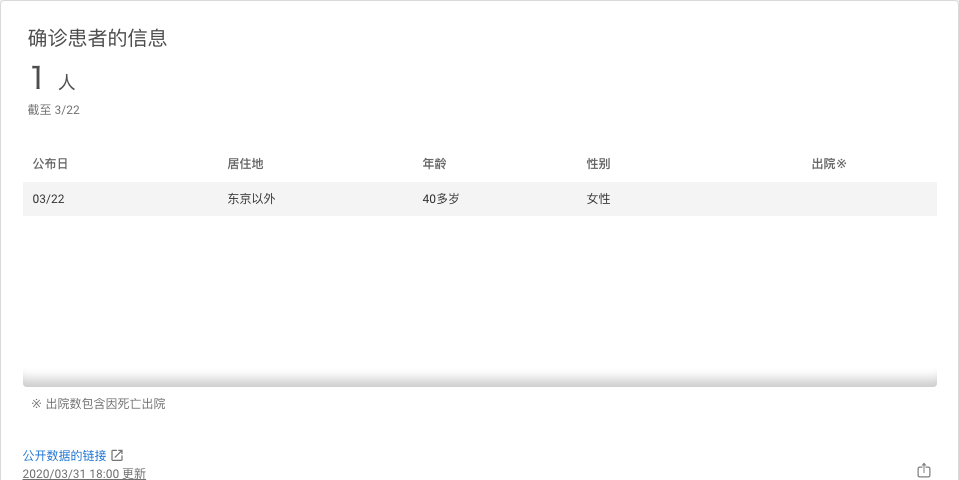 确诊患者的信息
1 人
截至 3/22
公布日 居住地 年龄 性别 出院※
03/22 东京以外 40多岁 女性
※ 出院数包含因死亡出院
公开数据的链接
2020/03/31 18:00 更新